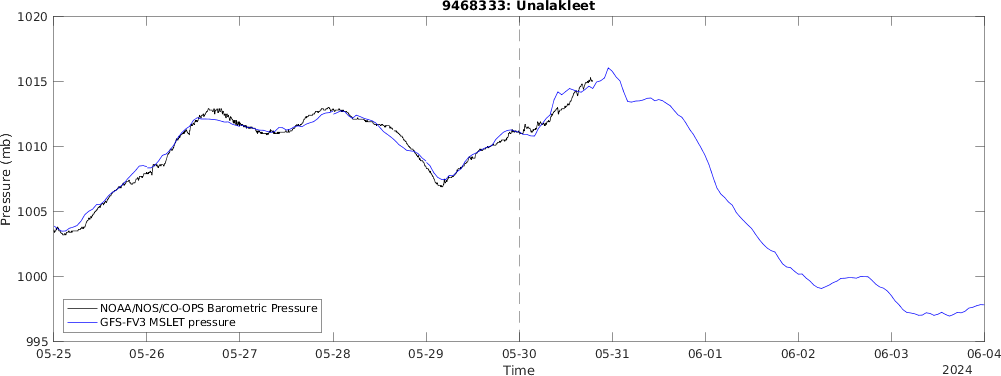 9468333: Unalakleet
1020
1015
1010
1005
1000
995
Pressure (mb)
NOAA/NOS/CO-OPS Barometric Pressure
GFS-FV3 MSLET pressure
05-25 05-26 05-27 05-28 05-29 05-30 05-31 06-01 06-02 06-03 06-04
Time
2024